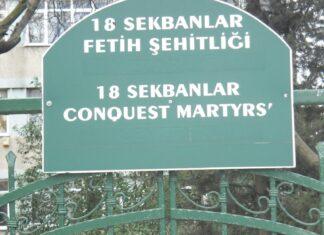 18 SEKBANLAR
FETİH ŞEHİTLİĞİ
18 SEKBANLAR
CONQUEST MARTYRS'